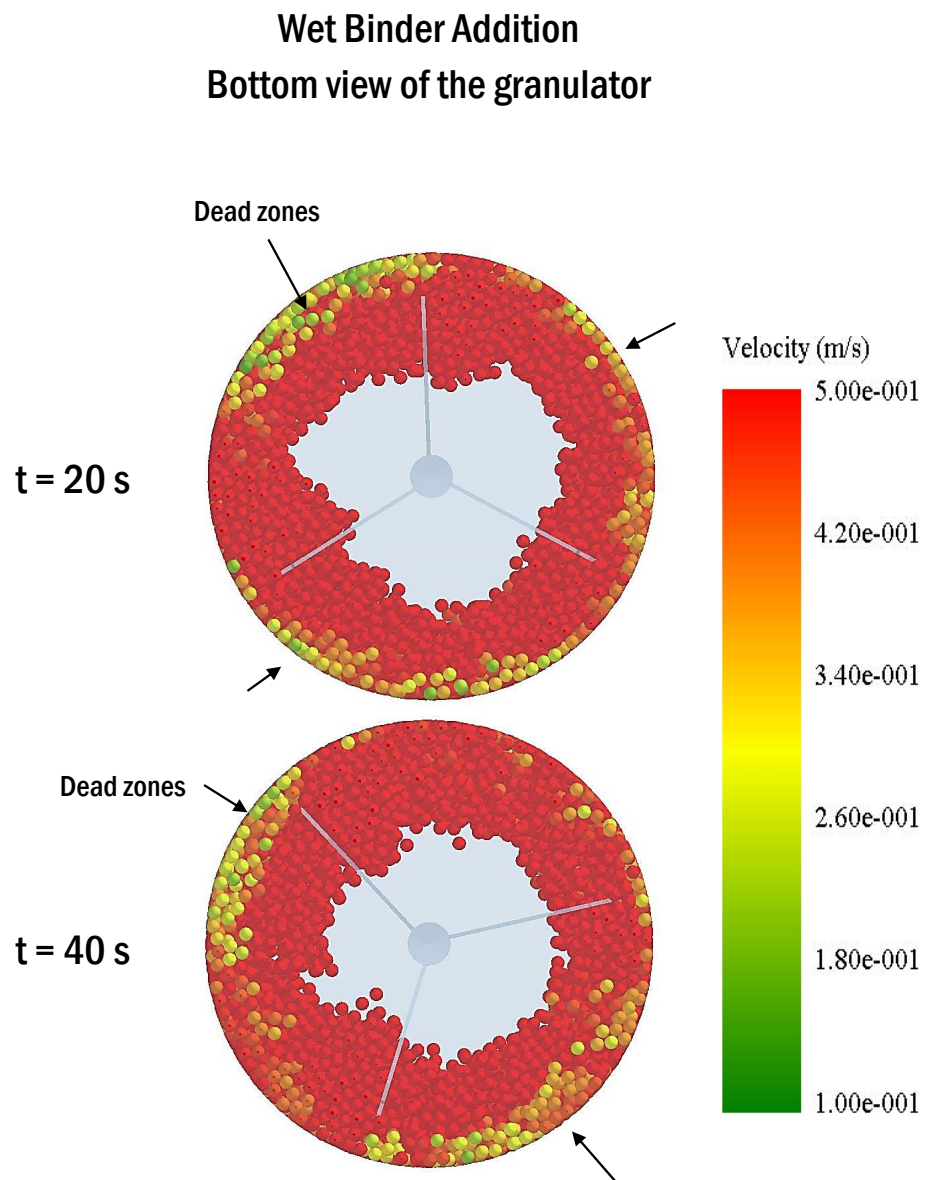 Wet Binder Addition
Bottom view of the granulator
Dead zones
t = 20 s
Velocity (m/s)
5.00e-001
4.20e-001
3.40e-001
2.60e-001
1.80e-001
1.00e-001
Dead zones
t = 40 s